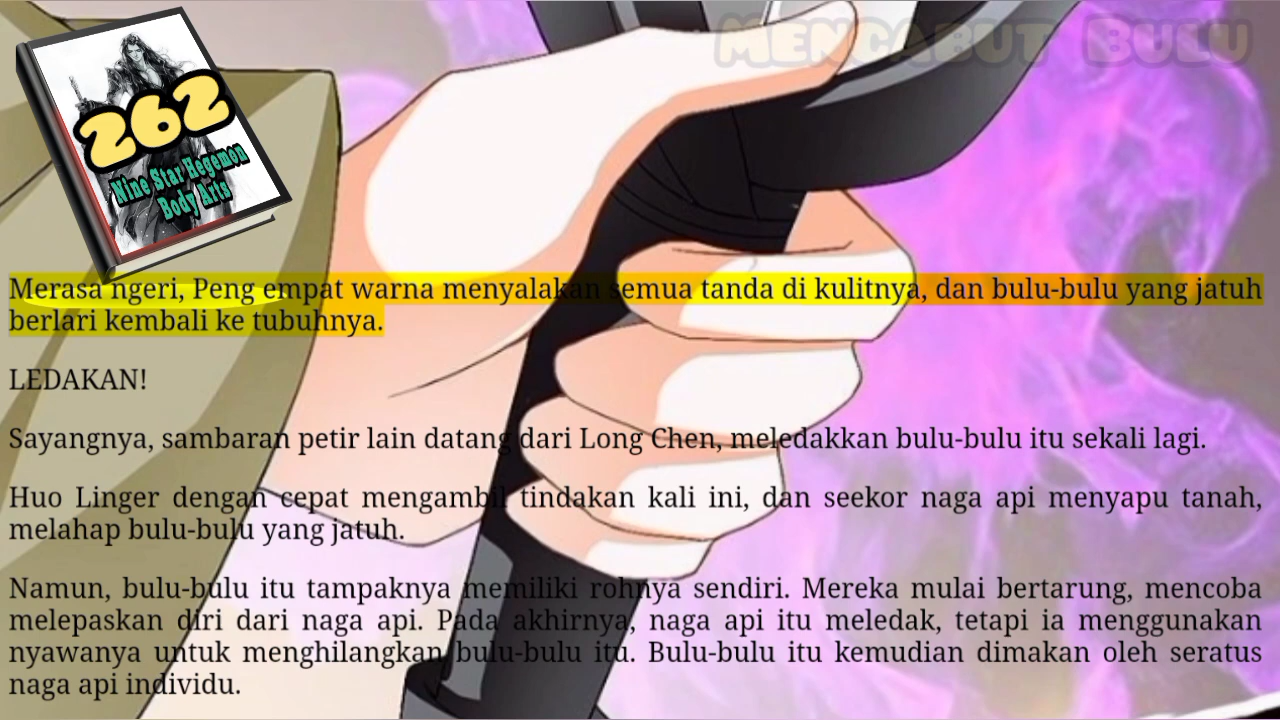 Mencabut Bulu
262
Nine Star Hegemon
Body Arts
Merasa ngeri, Peng empat warna menyalakan semua tanda di kulitnya, dan bulu-bulu yang jatuh
berlari kembali ke tubuhnya.
LEDAKAN!
Sayangnya, sambaran petir lain datang dari Long Chen, meledakkan bulu-bulu itu sekali lagi.
Huo Linger dengan cepat mengambil tindakan kali ini, dan seekor naga api menyapu tanah,
melahap bulu-bulu yang jatuh.
Namun, bulu-bulu itu tampaknya memiliki rohnya sendiri. Mereka mulai bertarung, mencoba
melepaskan diri dari naga api. Pada akhirnya, naga api itu meledak, tetapi ia menggunakan
nyawanya untuk menghilangkan bulu-bulu itu. Bulu-bulu itu kemudian dimakan oleh seratus
naga api individu.